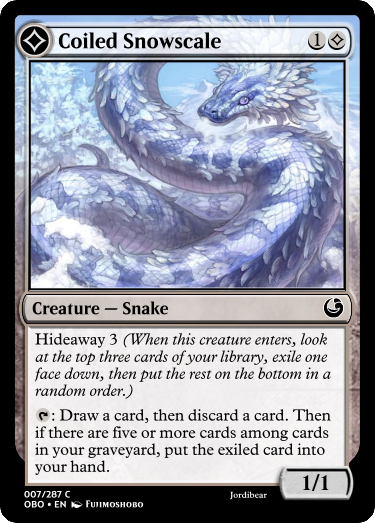 Coiled Snowscale 1
Creature — Snake
Hideaway 3 (When this creature enters, look
at the top three cards of your library, exile one
face down, then put the rest on the bottom in a
random order.)
: Draw a card, then discard a card. Then
if there are five or more cards among cards
in your graveyard, put the exiled card into
your hand.
1/1
007/287 C
OBO • EN Fujimoshobo
Jordibear